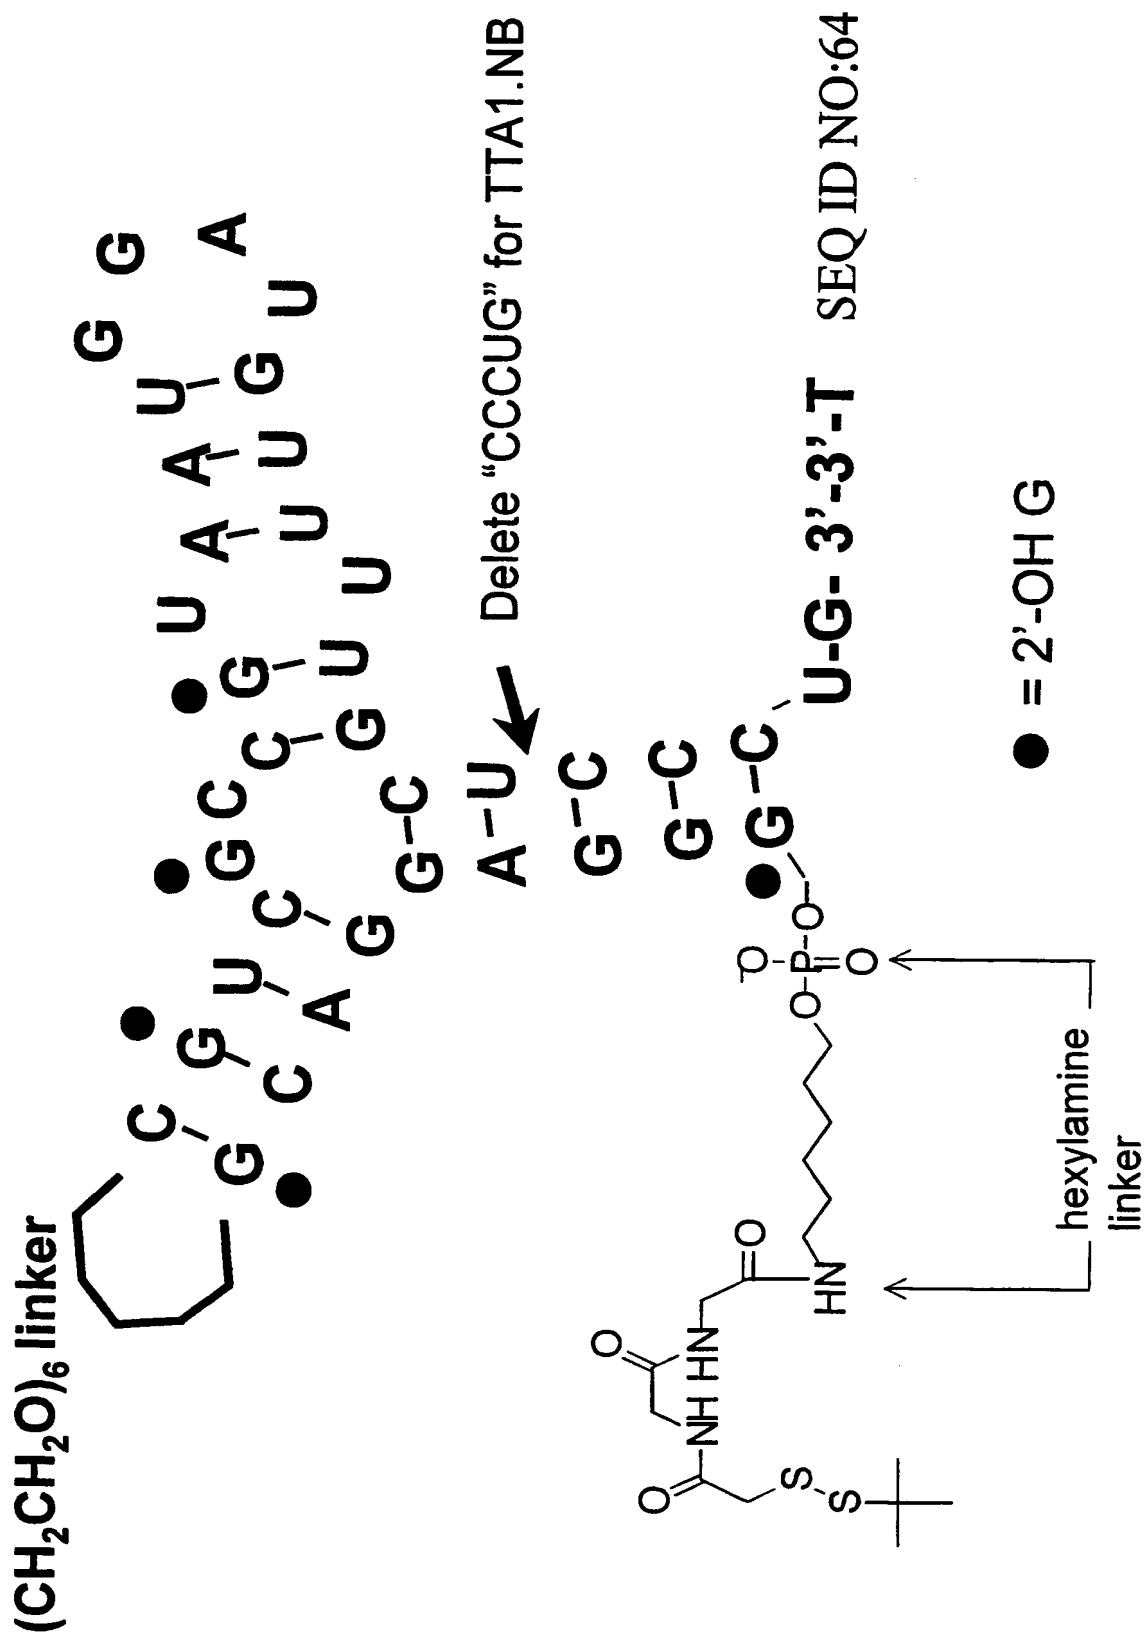 (CH₂CH₂O)₆ linker
C G U C G C C G U A A U G G A
G C A G G U U U U G U
G-C
A-U
Delete "CCCUG" for TTA1.NB
G-C
G-C
G-C
U-G- 3'-3'-T SEQ ID NO:64
O
O P O
O
O
HN
O
HN
NH
O
S
S
● = 2'-OH G
hexylamine
linker